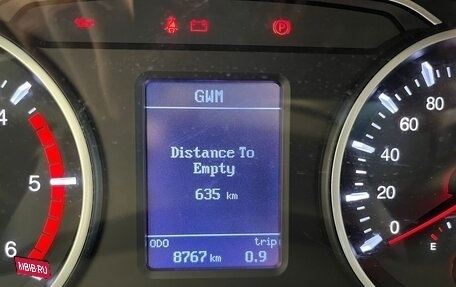 GWM
Distance To
Empty
635 km
ODO trip
8767 km 0.9
4
5
6
80
60
40
20
0
E
P
NIBIB.RU